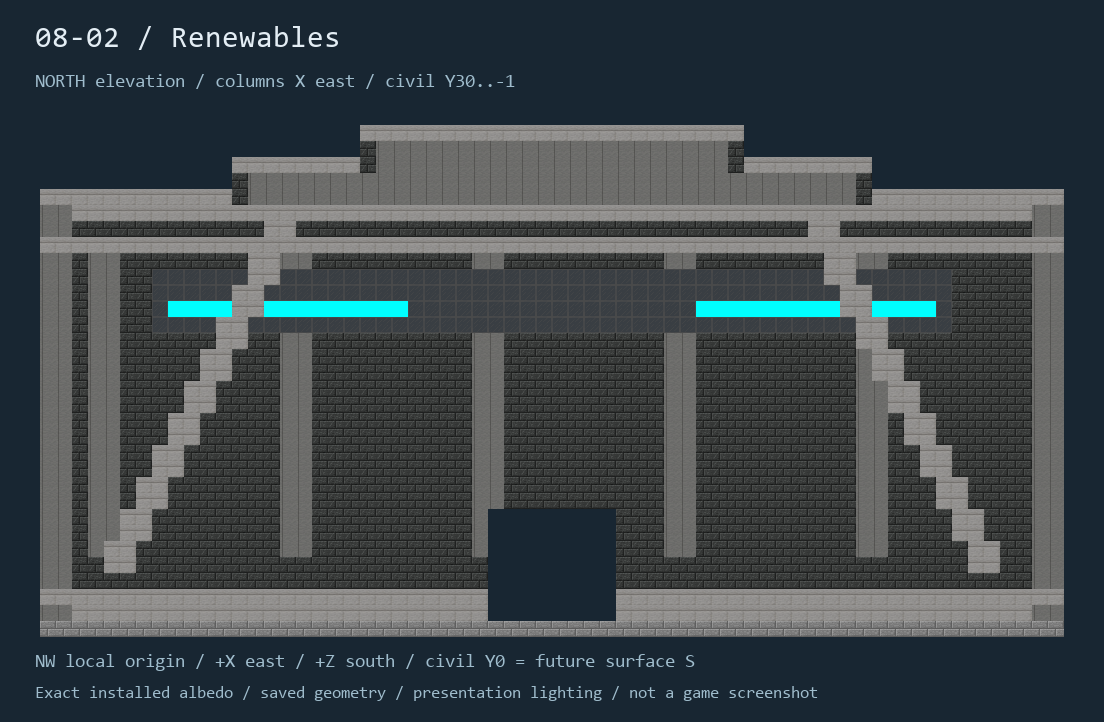 08-02 / Renewables
NORTH elevation / columns X east / civil Y30..-1
NW local origin / +X east / +Z south / civil Y0 = future surface S
Exact installed albedo / saved geometry / presentation lighting / not a game screenshot